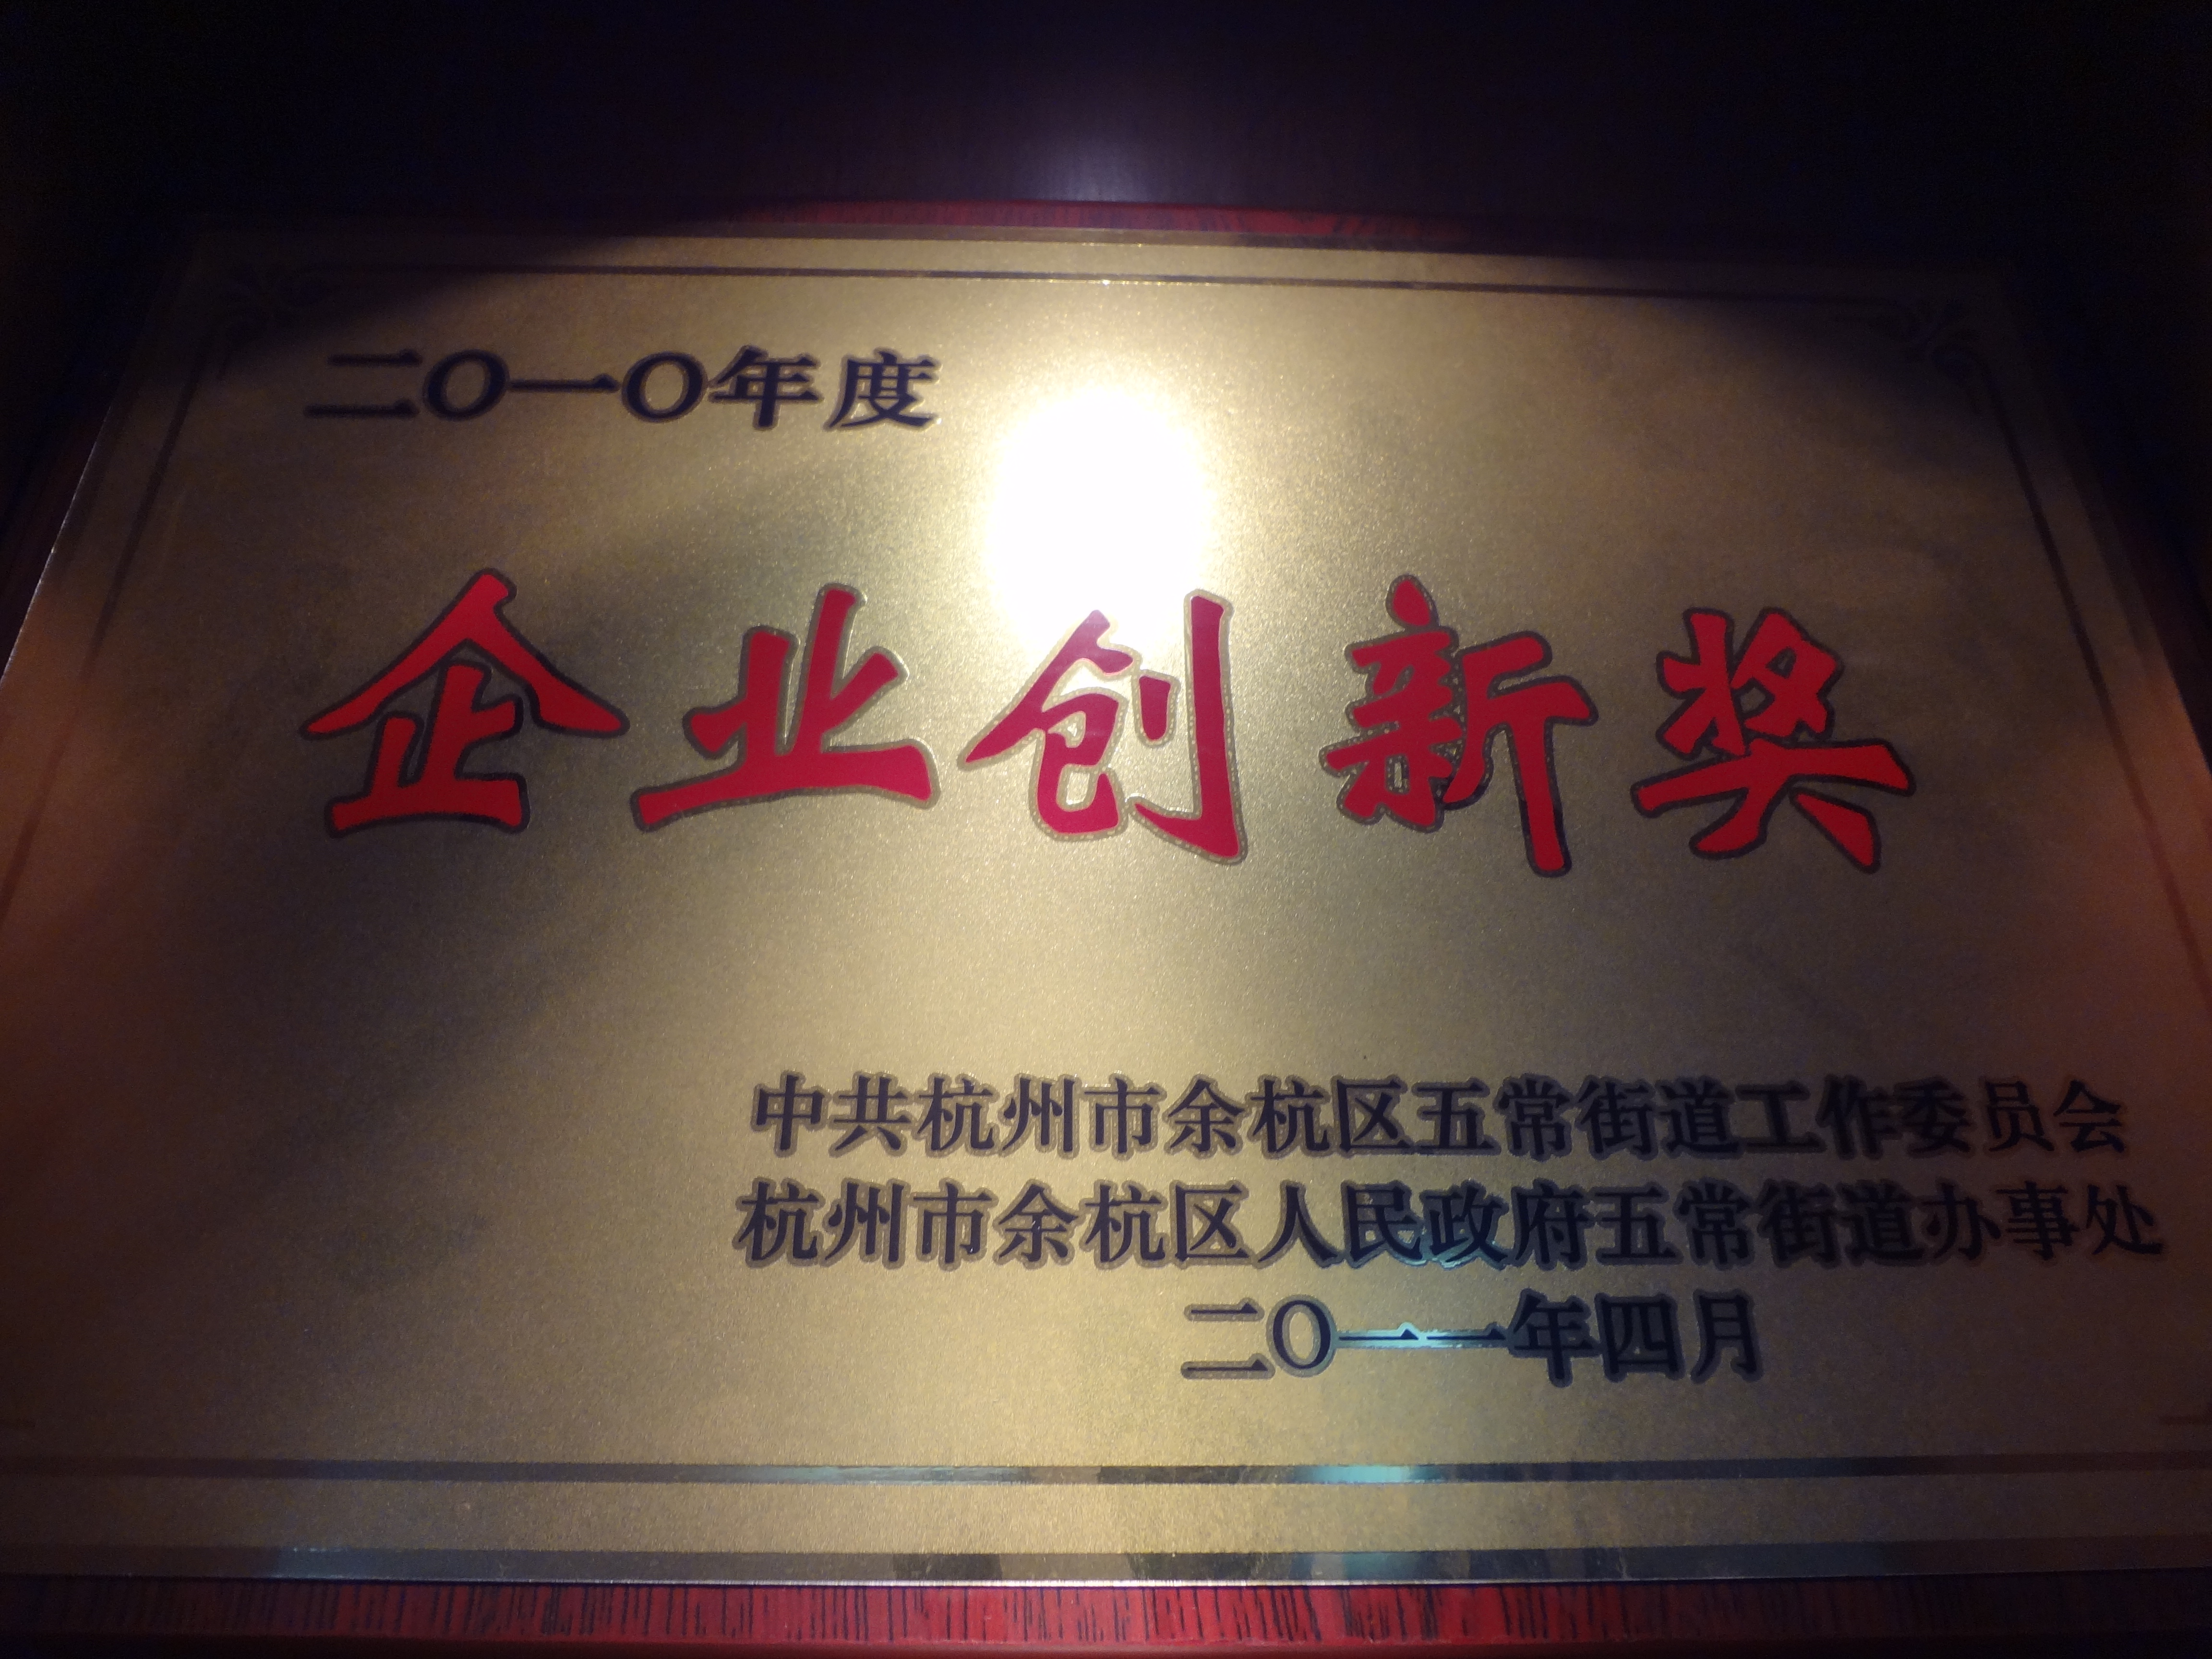 二〇一〇年度
企业创新奖
中共杭州市余杭区五常街道工作委员会
杭州市余杭区人民政府五常街道办事处
二〇一一年四月